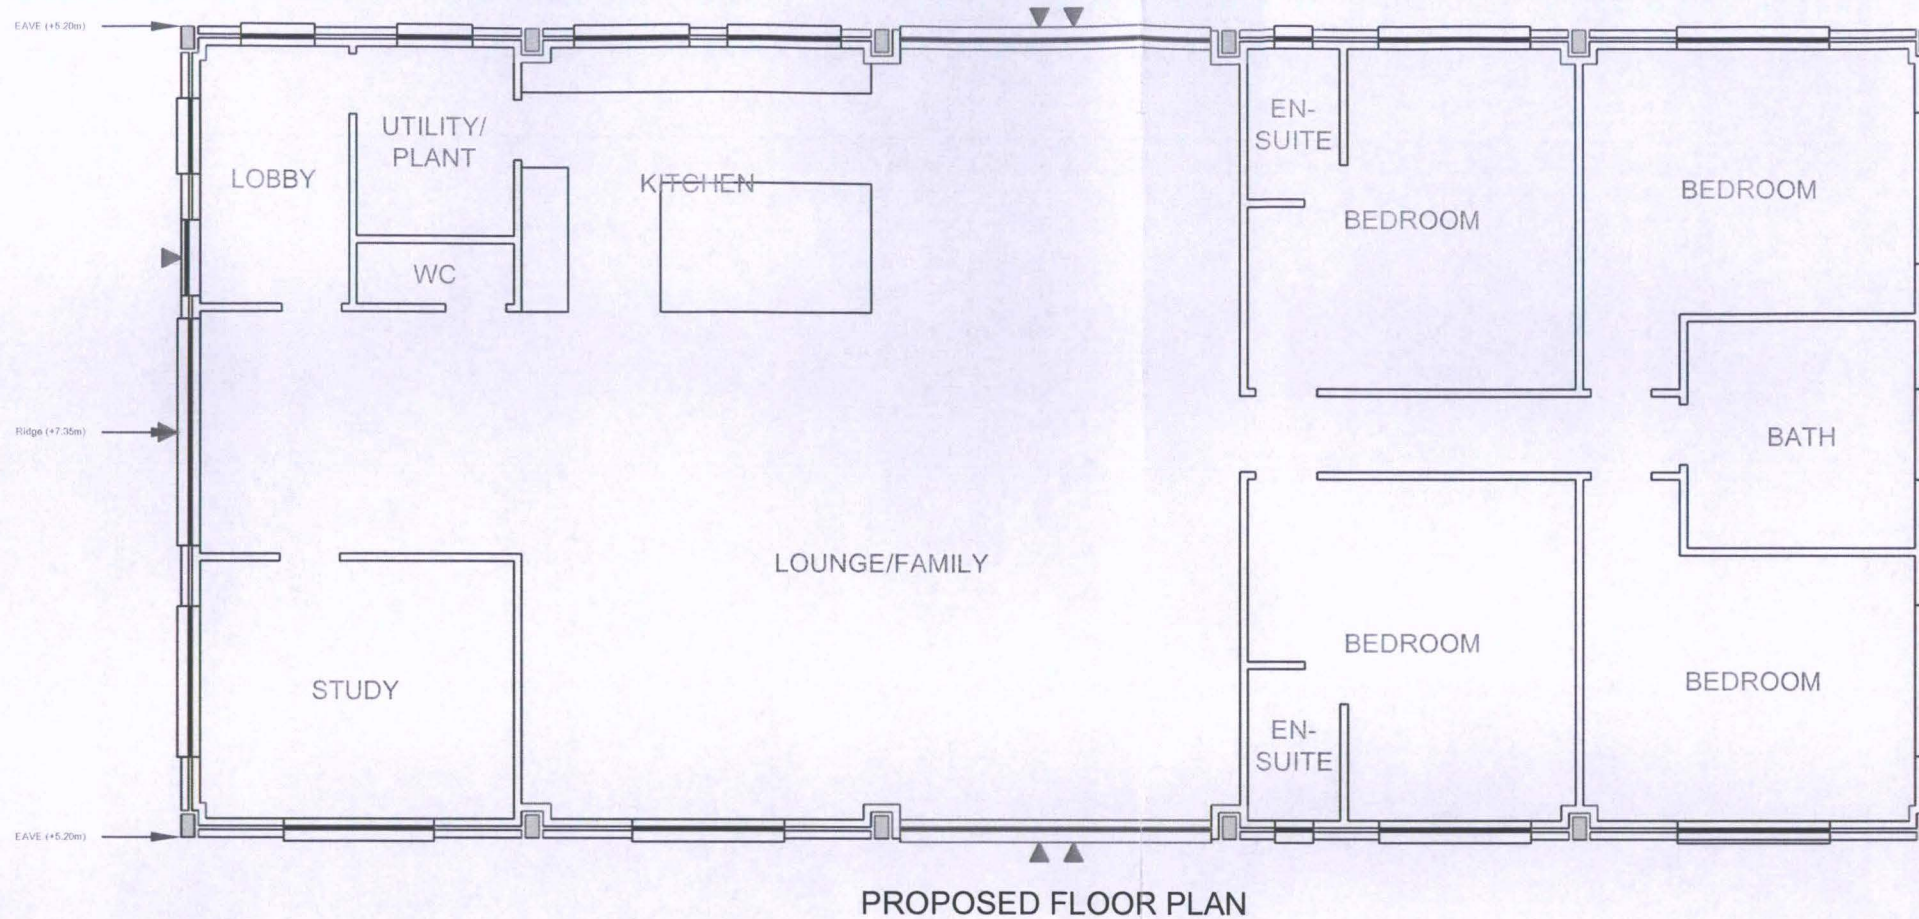 EAVE (+5.20m)
EN-
SUITE
UTILITY/
PLANT
LOBBY
KITCHEN
BEDROOM
BEDROOM
WC
Ridge (+7.35m)
BATH
LOUNGE/FAMILY
BEDROOM
BEDROOM
STUDY
EN-
SUITE
EAVE (+5.20m)
PROPOSED FLOOR PLAN